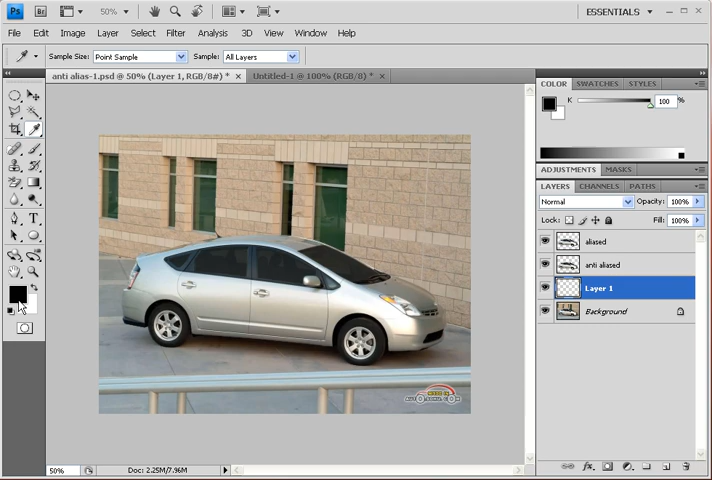 Ps Br 50% ESSENTIALS
File Edit Image Layer Select Filter Analysis 3D View Window Help
Sample Size: Point Sample Sample: All Layers
anti alias-1.psd @ 50% (Layer 1, RGB/8#) * × Untitled-1 @ 100% (RGB/8) * ×
COLOR SWATCHES STYLES
K 100 %
ADJUSTMENTS MASKS
LAYERS CHANNELS PATHS
Normal Opacity: 100%
Lock: Fill: 100%
aliased
anti aliased
Layer 1
Background
50% Doc: 2.25M/7.96M